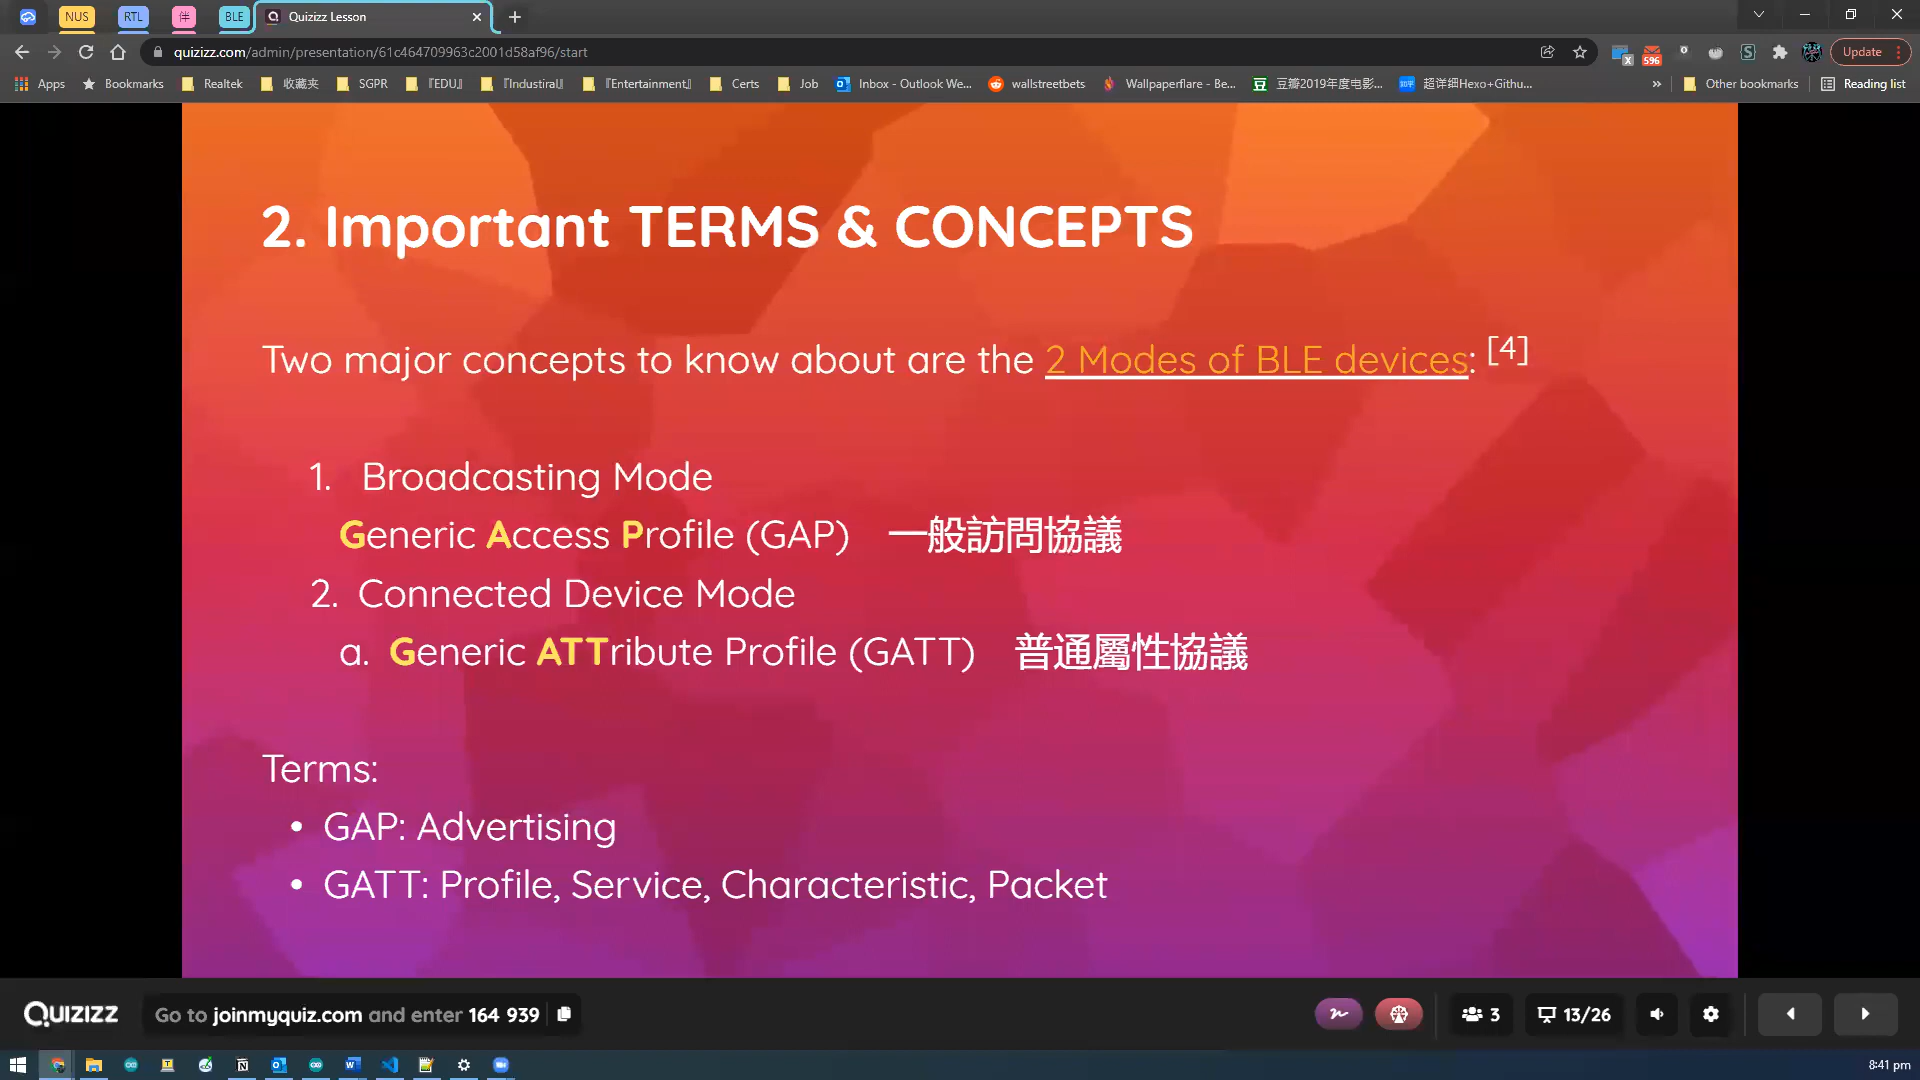 NUS
RTL
伴
BLE
Quizizz Lesson
quizizz.com/admin/presentation/61c464709963c2001d58af96/start
Update
596
Apps
Bookmarks
Realtek
收藏夹
SGPR
『EDU』
『Industiral』
『Entertainment』
Certs
Job
Inbox - Outlook We...
wallstreetbets
Wallpaperflare - Be...
豆瓣2019年度电影...
超详细Hexo+Githu...
»
Other bookmarks
Reading list
2. Important TERMS & CONCEPTS
Two major concepts to know about are the 2 Modes of BLE devices: [4]
1. Broadcasting Mode
Generic Access Profile (GAP) 一般訪問協議
2. Connected Device Mode
a. Generic ATTribute Profile (GATT) 普通屬性協議
Terms:
• GAP: Advertising
• GATT: Profile, Service, Characteristic, Packet
QUIZIZZ
Go to joinmyquiz.com and enter 164 939
3
13/26
8:41 pm